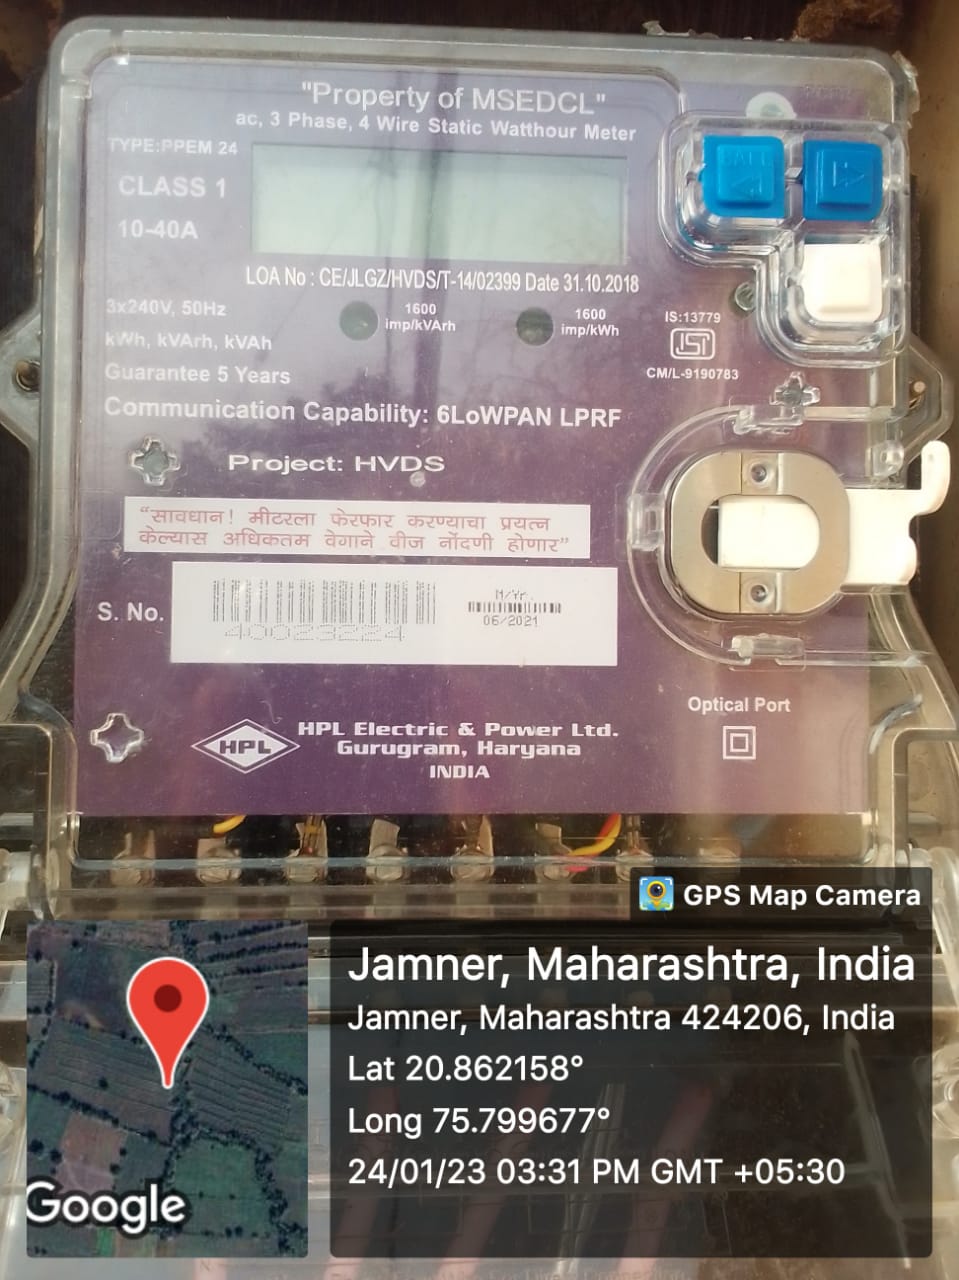 "Property of MSEDCL"
ac, 3 Phase, 4 Wire Static Watthour Meter
TYPE:PPEM 24
CLASS 1
10-40A
CALL
LOA No : CE/JLGZ/HVDS/T-14/02399 Date 31.10.2018
3x240V, 50Hz
1600
imp/kVArh
1600
imp/kWh
IS:13779
kWh, kVArh, kVAh
ISI
CM/L-9190783
Guarantee 5 Years
Communication Capability: 6LoWPAN LPRF
Project: HVDS
“सावधान! मीटरला फेरफार करण्याचा प्रयत्न
केल्यास अधिकतम वेगाने वीज नोंदणी होणार”
S. No.
40023224
M/Yr.
06/2021
Optical Port
HPL
HPL Electric & Power Ltd.
Gurugram, Haryana
INDIA
GPS Map Camera
Jamner, Maharashtra, India
Jamner, Maharashtra 424206, India
Lat 20.862158°
Long 75.799677°
24/01/23 03:31 PM GMT +05:30
Google